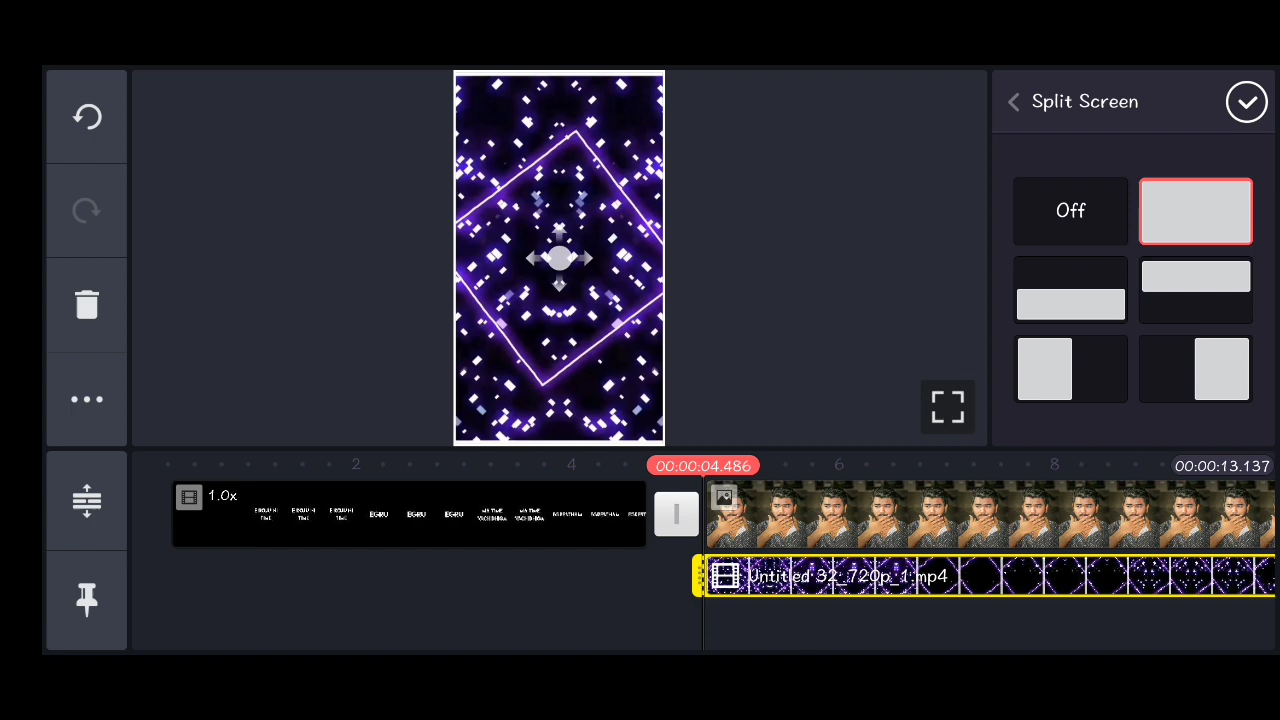 Split Screen
Off
2
4
00:00:04.486
6
8
00:00:13.137
1.0x
Untitled 32_720p_1.mp4